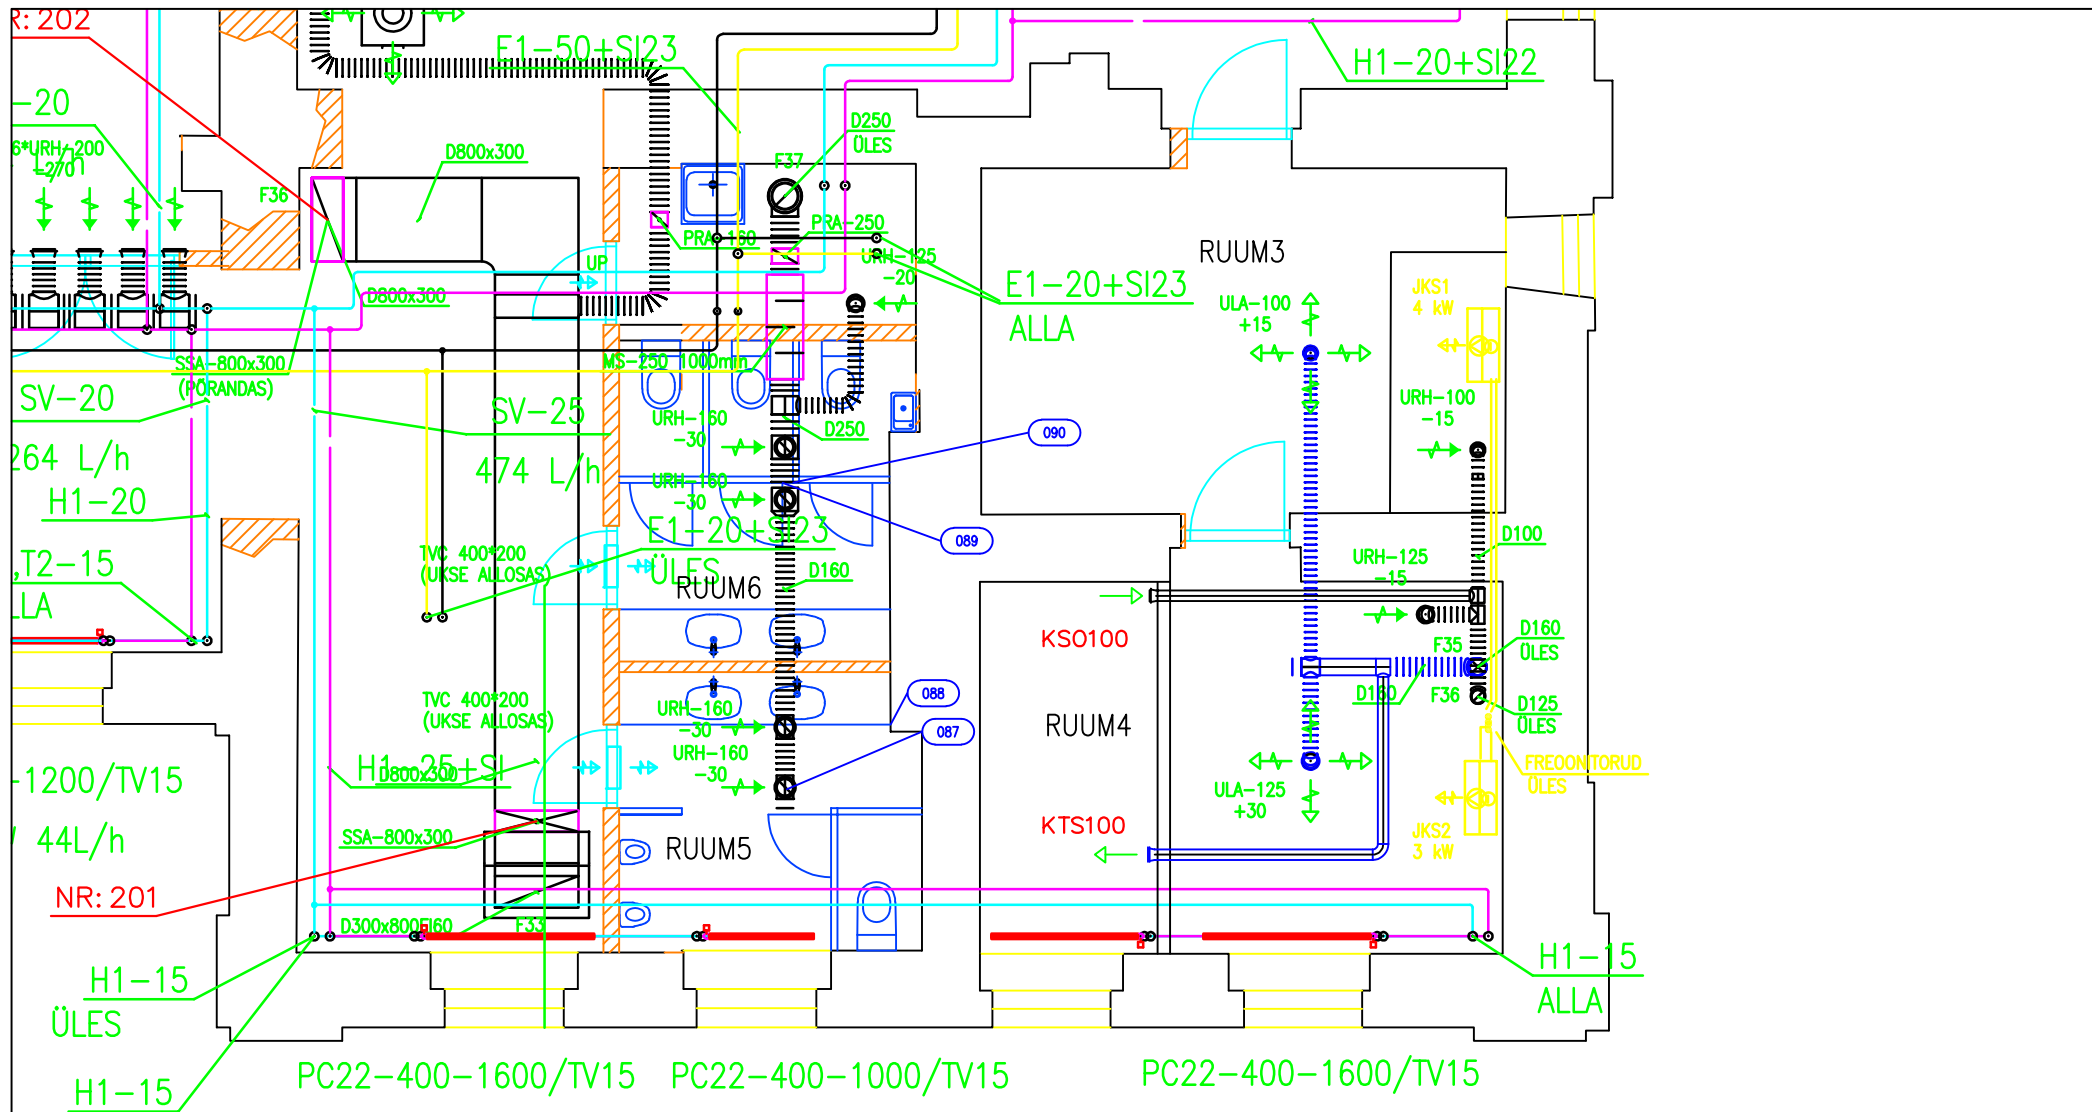 R: 202
E1-50+SI23
H1-20+SI22
-20
6*URH-200
L/h
-270
D800x300
D250
ÜLES
F37
F36
PRA-160
PRA-250
UP
URH-125
-20
RUUM3
E1-20+SI23
ALLA
D800x300
ULA-100
+15
JKS1
4 kW
SSA-800x300
(PÕRANDAS)
MS-250 1000mm
SV-20
SV-25
URH-160
-30
D250
090
URH-100
-15
264 L/h
474 L/h
URH-160
-30
H1-20
E1-20+SI23
ÜLES
089
D100
,T2-15
LLA
TVC 400*200
(UKSE ALLOSAS)
RUUM6
D160
URH-125
-15
KSO100
F35
D160
ÜLES
TVC 400*200
(UKSE ALLOSAS)
URH-160
-30
088
087
RUUM4
D160
F36
D125
ÜLES
-1200/TV15
H1-25+SI
D800x300
URH-160
-30
ULA-125
+30
FREOONITORUD
ÜLES
44L/h
SSA-800x300
RUUM5
KTS100
JKS2
3 kW
NR: 201
D300x800EI60
F33
H1-15
ÜLES
H1-15
ALLA
H1-15
PC22-400-1600/TV15
PC22-400-1000/TV15
PC22-400-1600/TV15